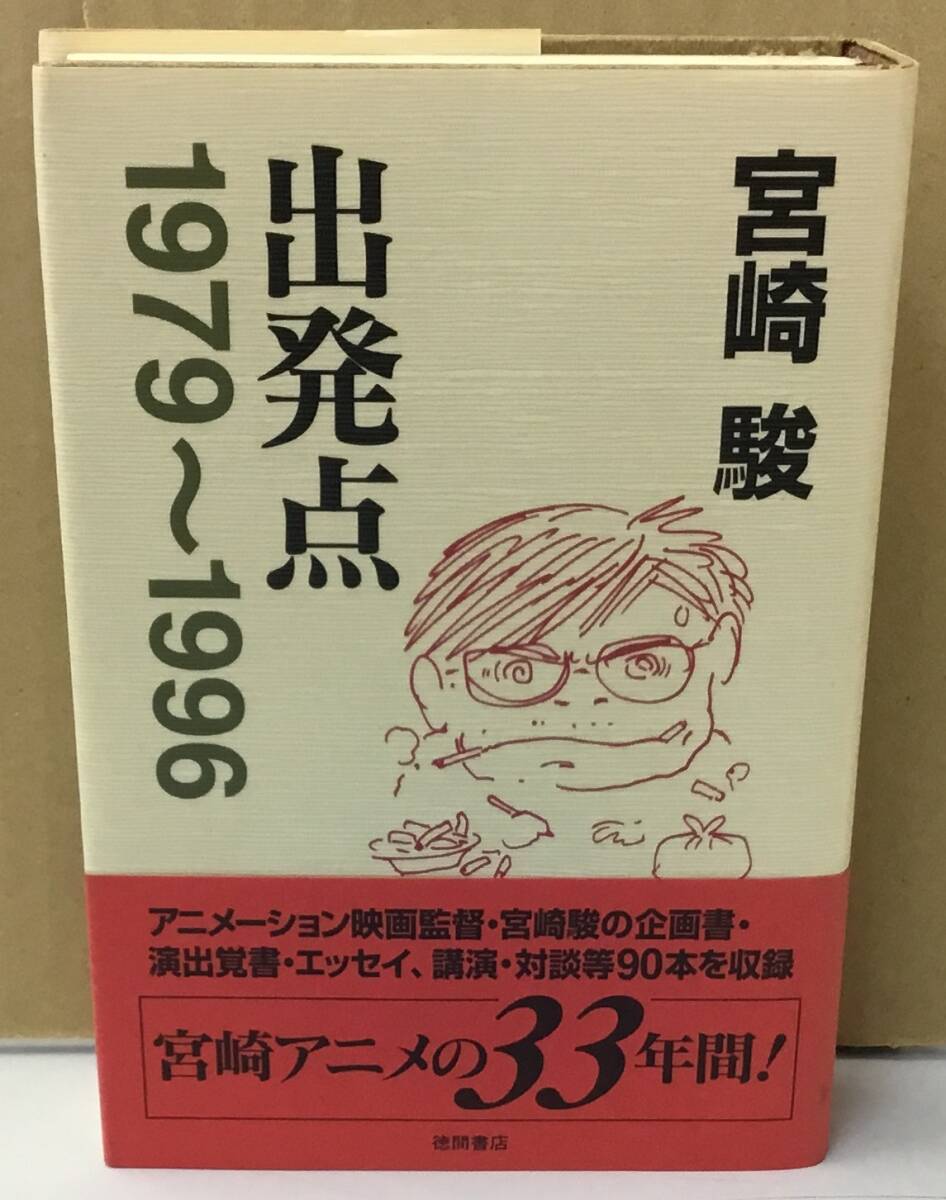 宮崎 駿
出発点
1979〜1996
アニメーション映画監督・宮崎駿の企画書・
演出覚書・エッセイ、講演・対談等90本を収録
宮崎アニメの33年間!
徳間書店